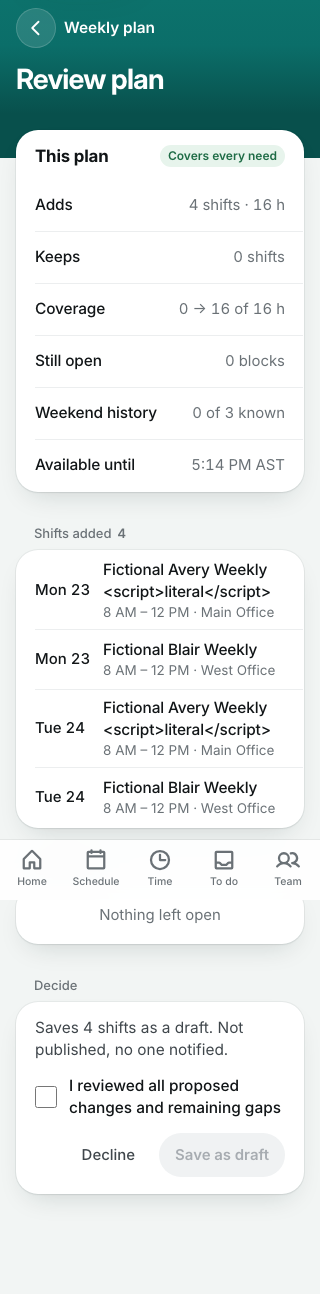 Weekly plan
Review plan
This plan
Covers every need
Adds
4 shifts · 16 h
Keeps
0 shifts
Coverage
0 → 16 of 16 h
Still open
0 blocks
Weekend history
0 of 3 known
Available until
5:14 PM AST
Shifts added 4
Mon 23
Fictional Avery Weekly
<script>literal</script>
8 AM – 12 PM · Main Office
Mon 23
Fictional Blair Weekly
8 AM – 12 PM · West Office
Tue 24
Fictional Avery Weekly
<script>literal</script>
8 AM – 12 PM · Main Office
Tue 24
Fictional Blair Weekly
8 AM – 12 PM · West Office
Home
Schedule
Time
To do
Team
Nothing left open
Decide
Saves 4 shifts as a draft. Not
published, no one notified.
I reviewed all proposed
changes and remaining gaps
Decline
Save as draft